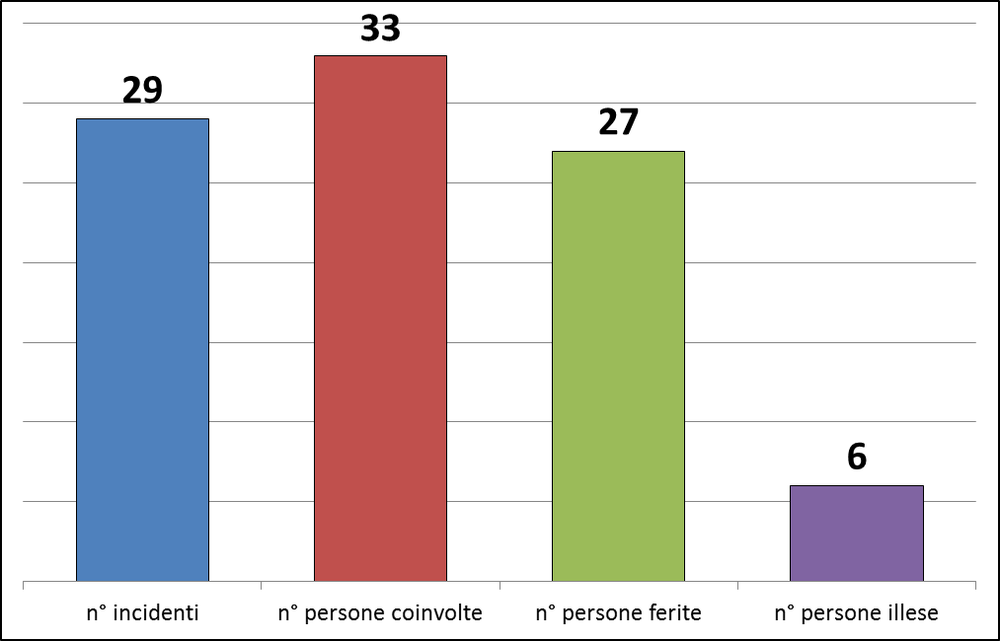 29
33
27
6
n° incidenti
n° persone coinvolte
n° persone ferite
n° persone illese